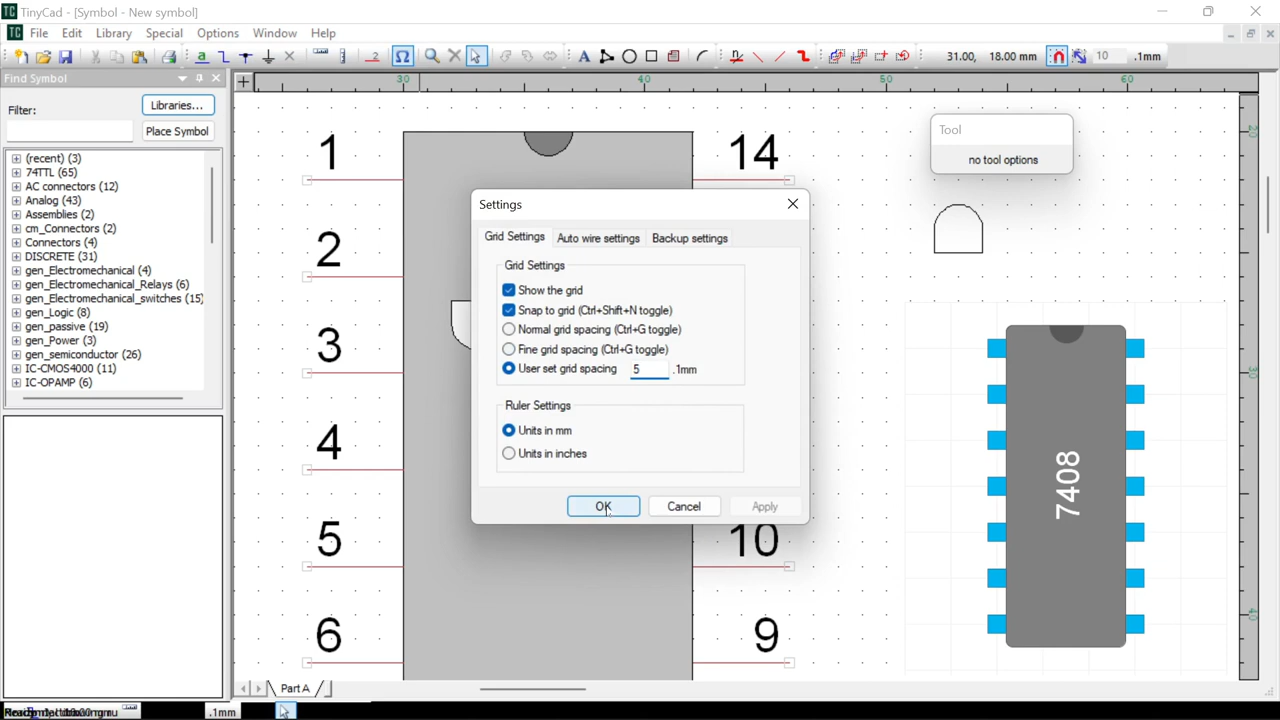 TinyCad - [Symbol - New symbol]
File Edit Library Special Options Window Help
31.00, 18.00 mm 10 .1mm
Find Symbol
Filter:
Libraries...
Place Symbol
(recent) (3)
74TTL (65)
AC connectors (12)
Analog (43)
Assemblies (2)
cm_Connectors (2)
Connectors (4)
DISCRETE (31)
gen_Electromechanical (4)
gen_Electromechanical_Relays (6)
gen_Electromechanical_switches (15)
gen_Logic (8)
gen_passive (19)
gen_Power (3)
gen_semiconductor (26)
IC-CMOS4000 (11)
IC-OPAMP (6)
30 40 50 60
20
30
40
1 14
2
3
4
5 10
6 9
Settings
Grid Settings Auto wire settings Backup settings
Grid Settings
Show the grid
Snap to grid (Ctrl+Shift+N toggle)
Normal grid spacing (Ctrl+G toggle)
Fine grid spacing (Ctrl+G toggle)
User set grid spacing 5 .1mm
Ruler Settings
Units in mm
Units in inches
OK Cancel Apply
Tool
no tool options
7408
Part A
.1mm